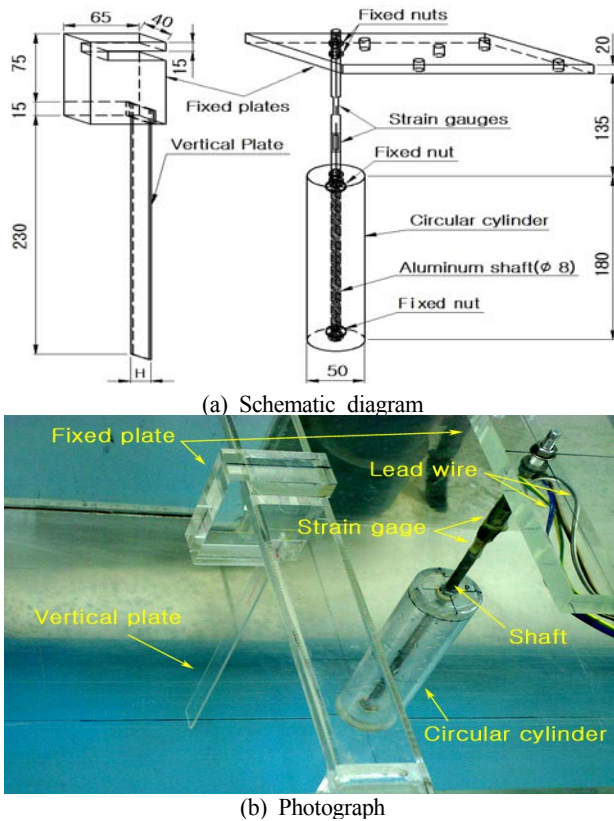 65
40
75
15
15
Fixed plates
Vertical Plate
230
H
Fixed nuts
20
Strain gauges
135
Fixed nut
Circular cylinder
180
Aluminum shaft(φ 8)
Fixed nut
50
(a) Schematic diagram
Fixed plate
Lead wire
Strain gage
Vertical plate
Shaft
Circular cylinder
(b) Photograph